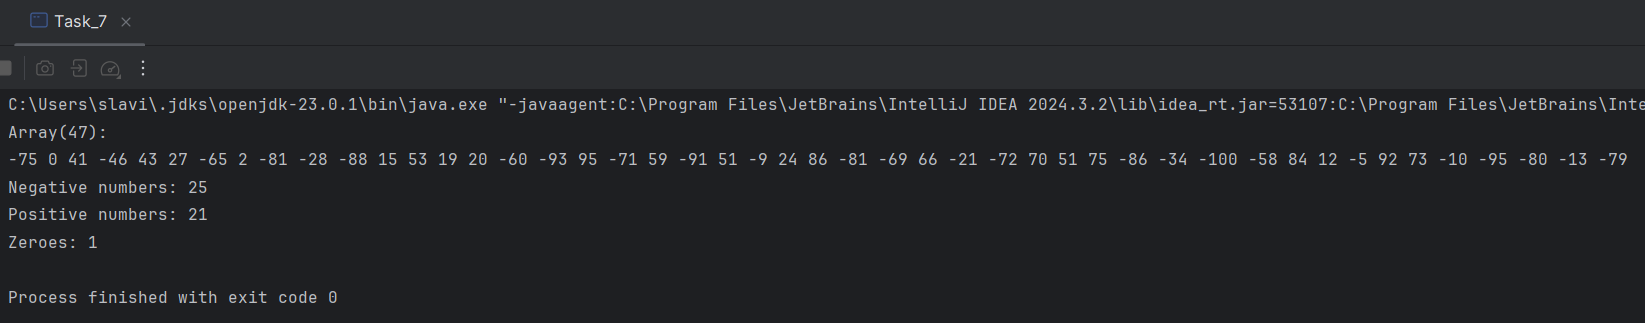 Task_7
C:\Users\slavi\.jdks\openjdk-23.0.1\bin\java.exe "-javaagent:C:\Program Files\JetBrains\IntelliJ IDEA 2024.3.2\lib\idea_rt.jar=53107:C:\Program Files\JetBrains\Inte
Array(47):
-75 0 41 -46 43 27 -65 2 -81 -28 -88 15 53 19 20 -60 -93 95 -71 59 -91 51 -9 24 86 -81 -69 66 -21 -72 70 51 75 -86 -34 -100 -58 84 12 -5 92 73 -10 -95 -80 -13 -79
Negative numbers: 25
Positive numbers: 21
Zeroes: 1
Process finished with exit code 0